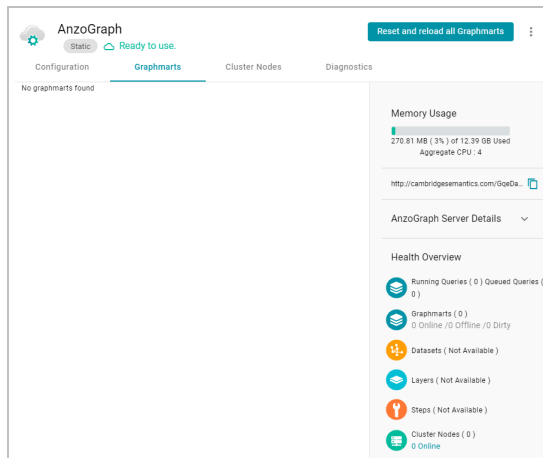 AnzoGraph
Reset and reload all Graphmarts
Static
Ready to use.
Configuration
Graphmarts
Cluster Nodes
Diagnostics
No graphmarts found
Memory Usage
270.81 MB ( 3% ) of 12.39 GB Used
Aggregate CPU : 4
http://cambridgesemantics.com/GqeDa...
AnzoGraph Server Details
Health Overview
Running Queries ( 0 ) Queued Queries (
0 )
Graphmarts ( 0 )
0 Online /0 Offline /0 Dirty
Datasets ( Not Available )
Layers ( Not Available )
Steps ( Not Available )
Cluster Nodes ( 0 )
0 Online